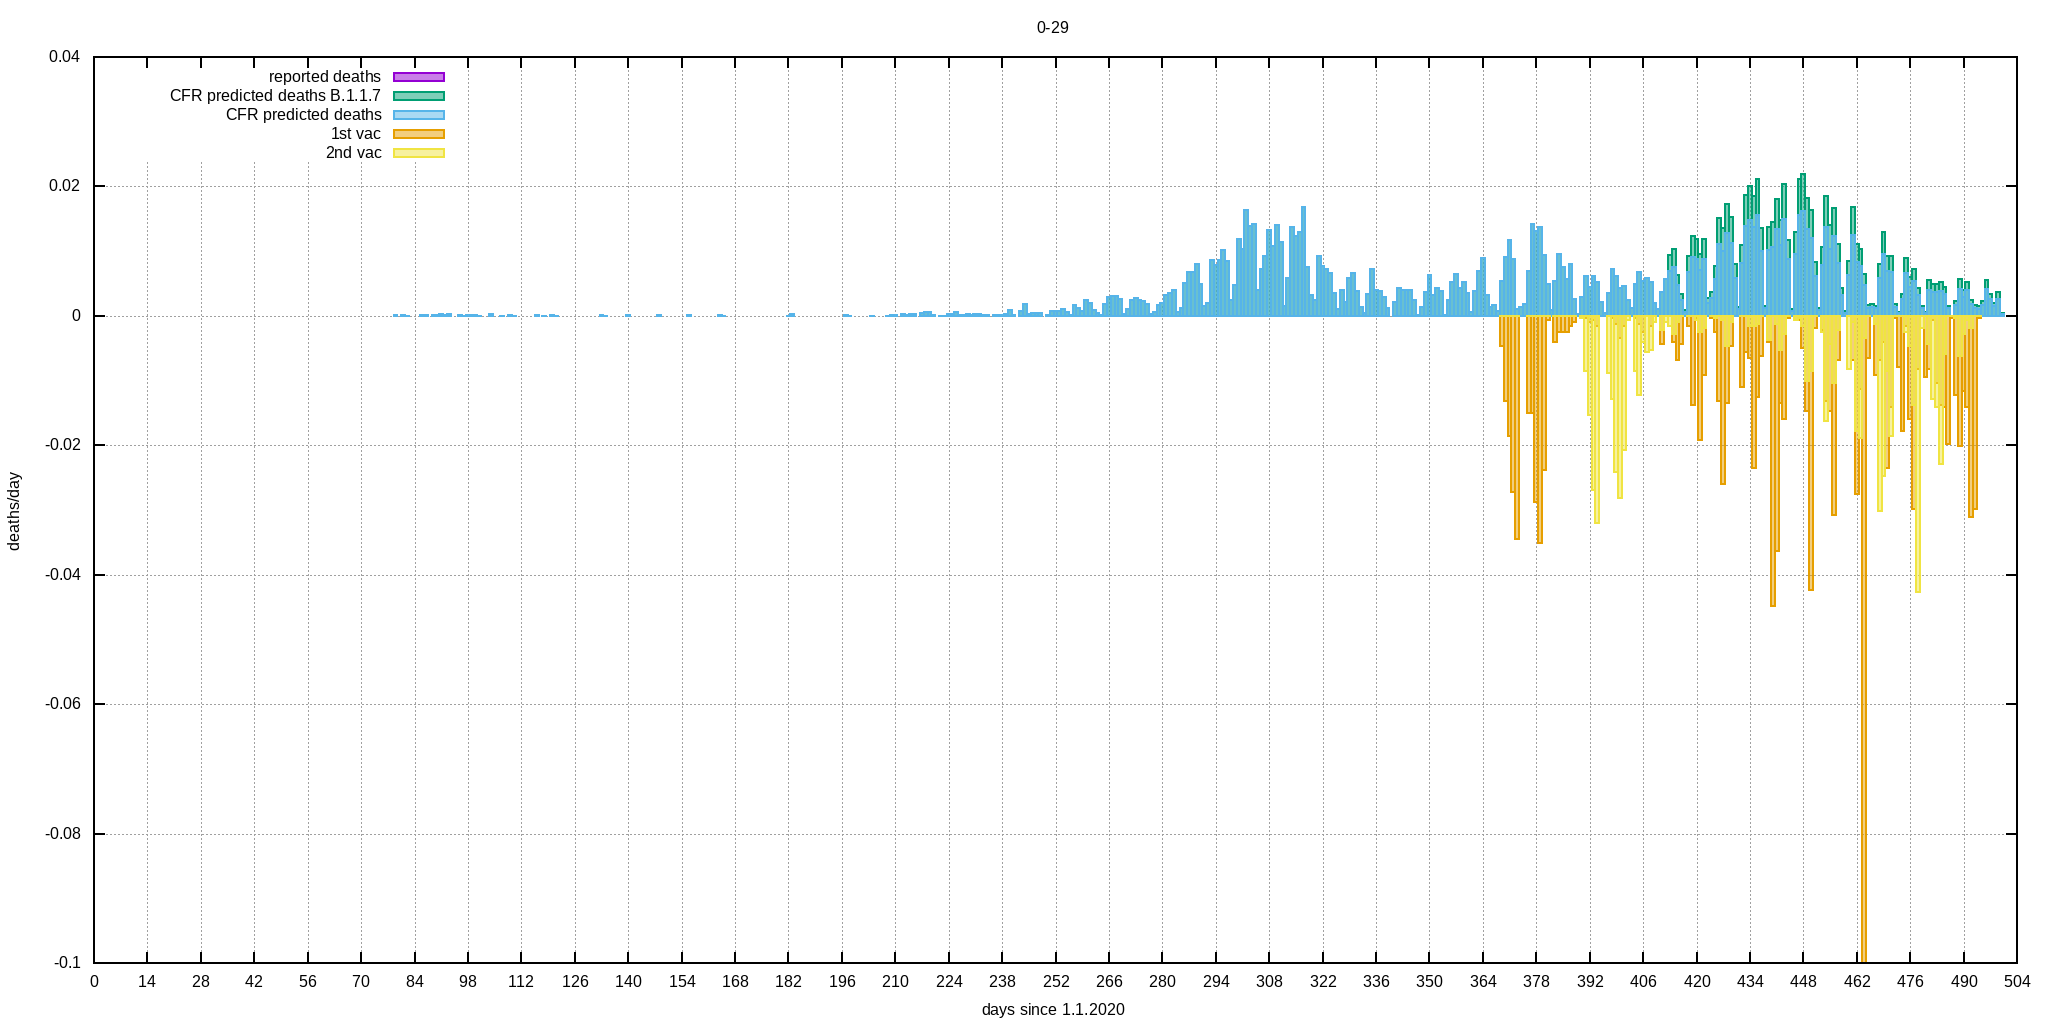 0-29
0.04
reported deaths
CFR predicted deaths B.1.1.7
CFR predicted deaths
1st vac
2nd vac
0.02
0
-0.02
deaths/day
-0.04
-0.06
-0.08
-0.1
0 14 28 42 56 70 84 98 112 126 140 154 168 182 196 210 224 238 252 266 280 294 308 322 336 350 364 378 392 406 420 434 448 462 476 490 504
days since 1.1.2020